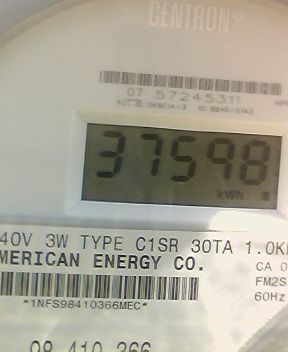 CENTRON®
07 57245311
37598
kWh
40V 3W TYPE C1SR 30TA 1.0K
MERICAN ENERGY CO.
CA 0
FM2S
60Hz
*1NFS98410366MEC*
98 410 366